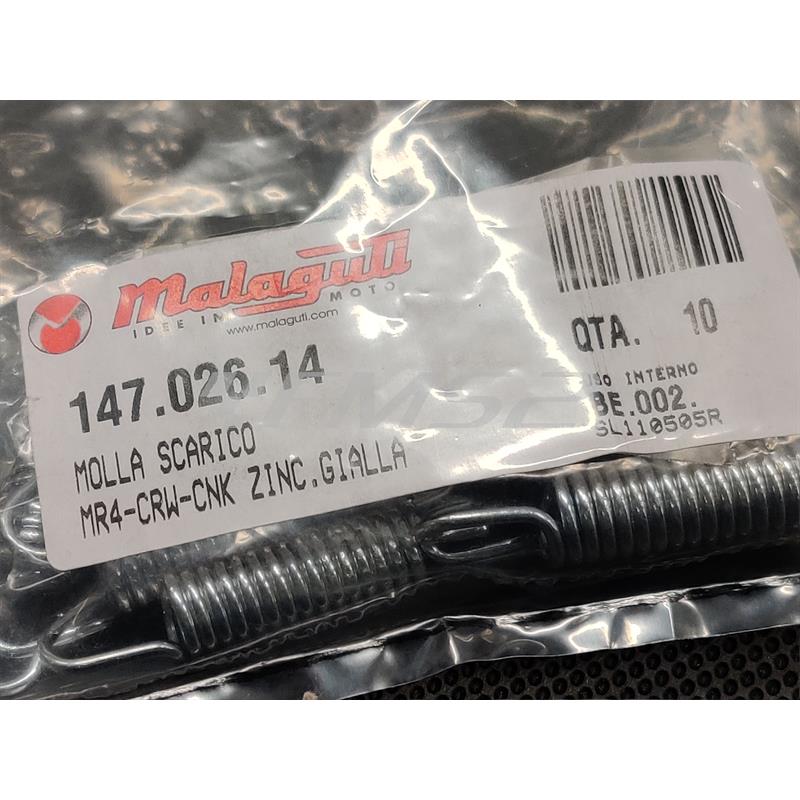 Malaguti
IDEE IN MOTO
www.malaguti.com
147.026.14
MOLLA SCARICO
MR4-CRW-CNK ZINC.GIALLA
QTA. 10
USO INTERNO
BE.002.
SL110505R